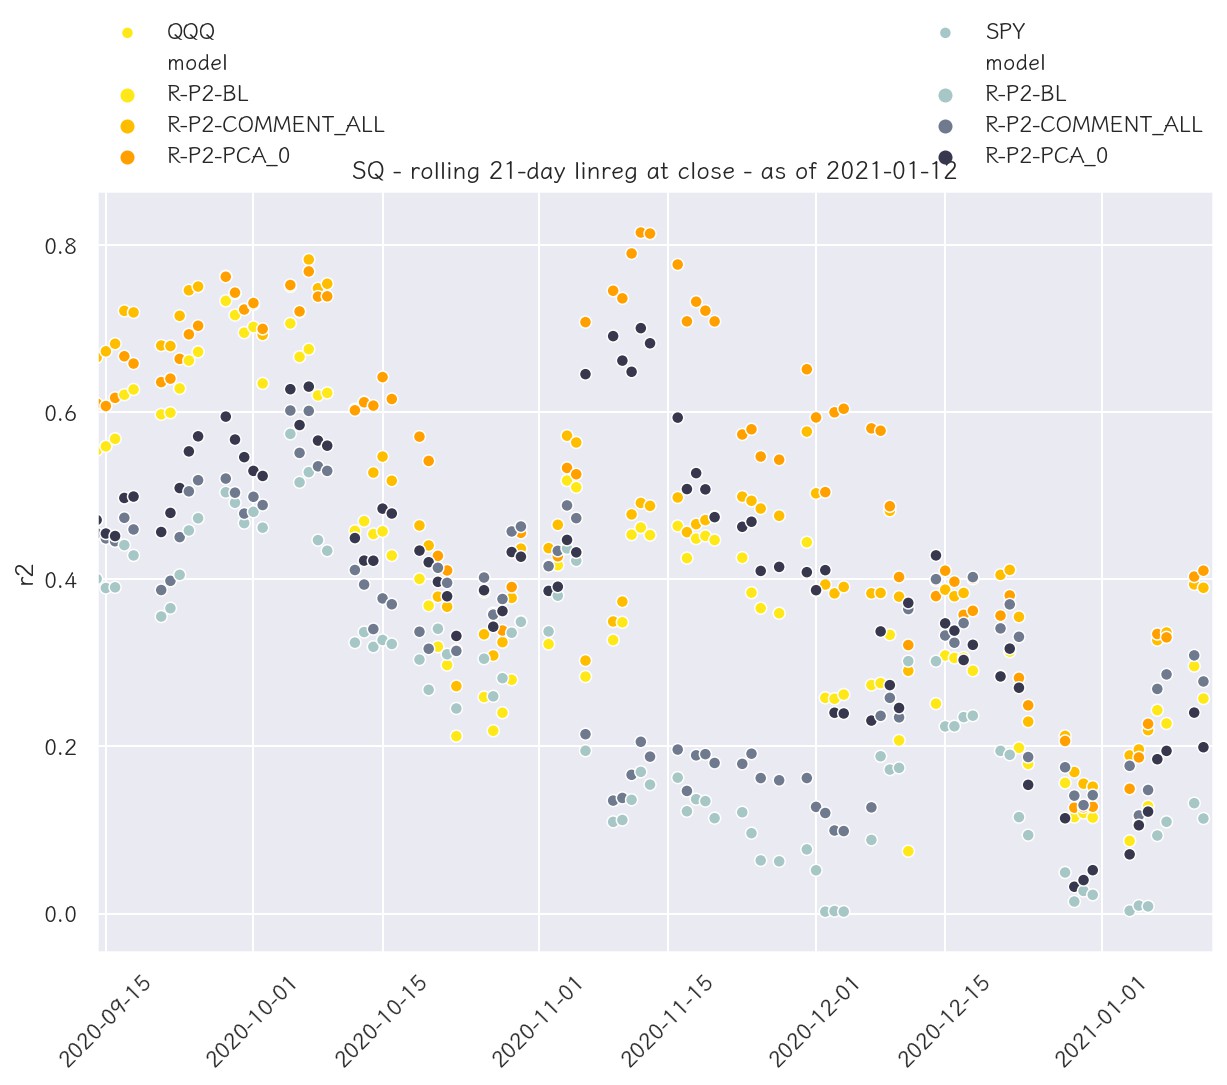 QQQ
model
R-P2-BL
R-P2-COMMENT_ALL
R-P2-PCA_0
SPY
model
R-P2-BL
R-P2-COMMENT_ALL
R-P2-PCA_0
SQ - rolling 21-day linreg at close - as of 2021-01-12
r2
0.8
0.6
0.4
0.2
0.0
2020-09-15
2020-10-01
2020-10-15
2020-11-01
2020-11-15
2020-12-01
2020-12-15
2021-01-01